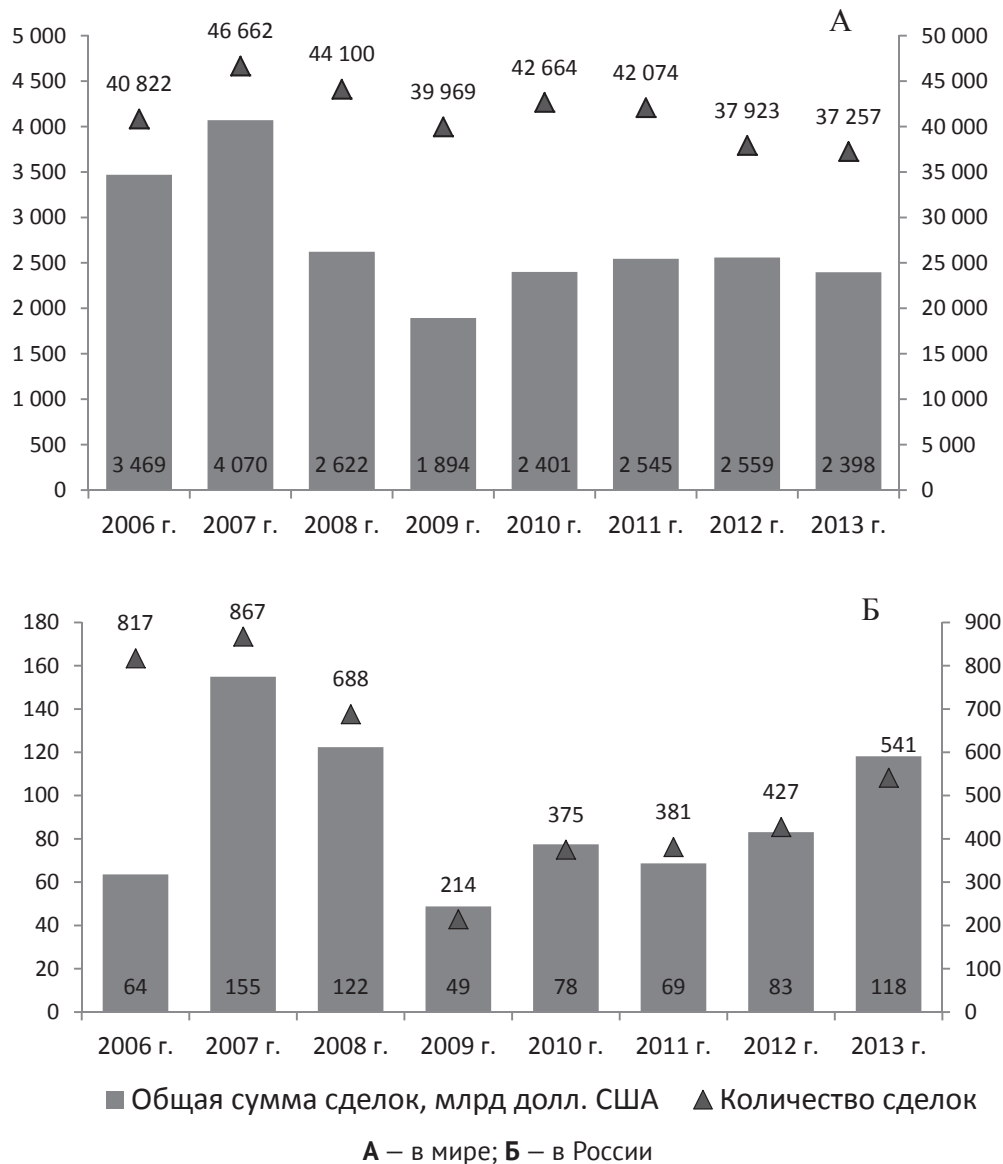 А
5 000 50 000
4 500 45 000
4 000 40 000
3 500 35 000
3 000 30 000
2 500 25 000
2 000 20 000
1 500 15 000
1 000 10 000
500 5 000
0 0
40 822 46 662 44 100 39 969 42 664 42 074 37 923 37 257
3 469 4 070 2 622 1 894 2 401 2 545 2 559 2 398
2006 г. 2007 г. 2008 г. 2009 г. 2010 г. 2011 г. 2012 г. 2013 г.
Б
180 900
160 800
140 700
120 600
100 500
80 400
60 300
40 200
20 100
0 0
817 867 688 214 375 381 427 541
64 155 122 49 78 69 83 118
2006 г. 2007 г. 2008 г. 2009 г. 2010 г. 2011 г. 2012 г. 2013 г.
Общая сумма сделок, млрд долл. США Количество сделок
А – в мире; Б – в России